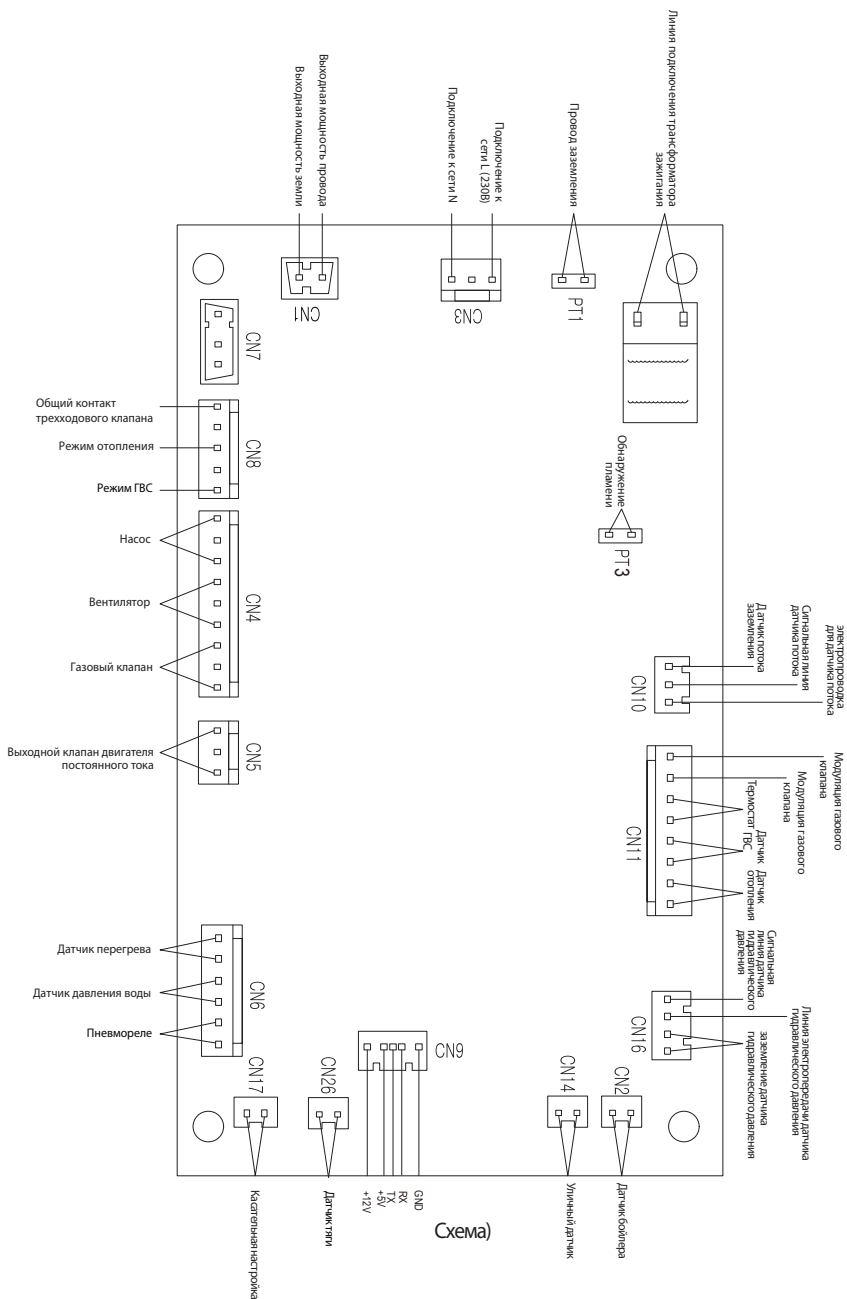 Линия подключения трансформатора
зажигания
Провод заземления
Подключение к
сети L (230В)
Подключение к сети N
Выходная мощность провода
Выходная мощность земли
CN1
CN3
PT1
CN7
Общий контакт
трехходового клапана
Режим отопления
Режим ГВС
CN8
Обнаружение
пламени
PT3
Насос
Вентилятор
Газовый клапан
CN4
Датчик потока
заземления
Сигнальная линия
датчика потока
электропроводка
для датчика потока
CN10
Выходной клапан двигателя
постоянного тока
CN5
Модуляция газового
клапана
Модуляция газового
клапана
Термостат
Датчик
ГВС
Датчик
отопления
CN11
Датчик перегрева
Датчик давления воды
Пневмореле
CN6
Сигнальная
линия датчика
гидравлического
давления
Линия электропередачи датчика
гидравлического давления
заземление датчика
гидравлического давления
CN16
CN9
CN17
CN26
CN14
CN2
Касательная настройка
Датчик тяги
+12V
+5V
TX
RX
GND
Уличный датчик
Датчик бойлера
Схема)